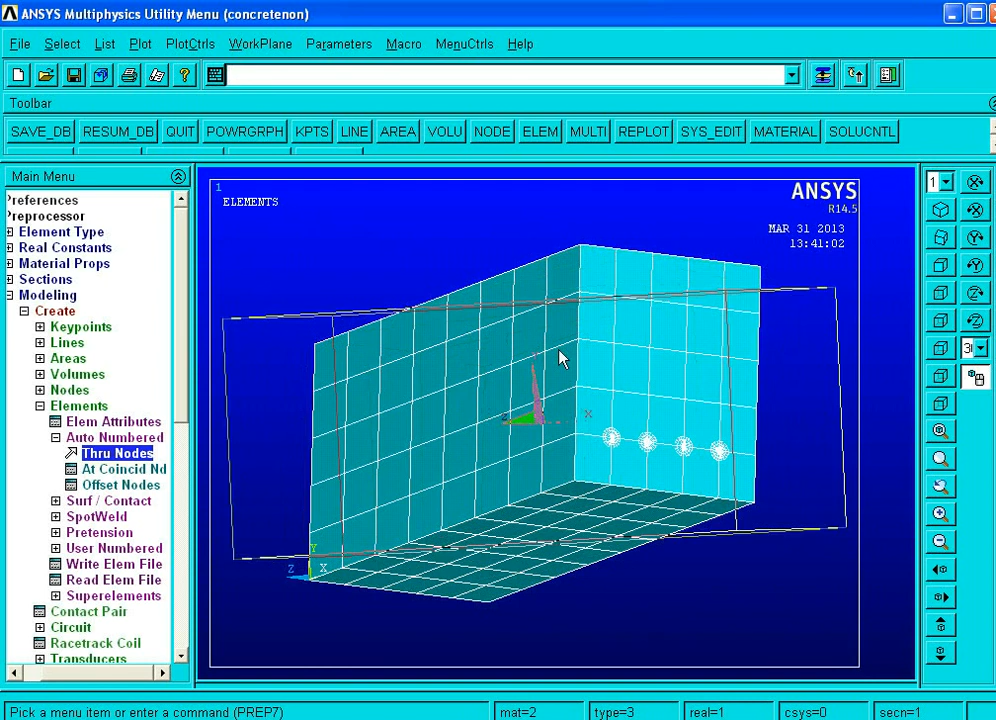 ANSYS Multiphysics Utility Menu (concretenon)
File Select List Plot PlotCtrls WorkPlane Parameters Macro MenuCtrls Help
Toolbar
SAVE_DB RESUM_DB QUIT POWRGRPH KPTS LINE AREA VOLU NODE ELEM MULTI REPLOT SYS_EDIT MATERIAL SOLUCNTL
Main Menu
references
reprocessor
Element Type
Real Constants
Material Props
Sections
Modeling
Create
Keypoints
Lines
Areas
Volumes
Nodes
Elements
Elem Attributes
Auto Numbered
Thru Nodes
At Coincid Nd
Offset Nodes
Surf / Contact
SpotWeld
Pretension
User Numbered
Write Elem File
Read Elem File
Superelements
Contact Pair
Circuit
Racetrack Coil
Transducers
1
ELEMENTS
ANSYS
R14.5
MAR 31 2013
13:41:02
X
Y
Z X
1
Pick a menu item or enter a command (PREP7) mat=2 type=3 real=1 csys=0 secn=1